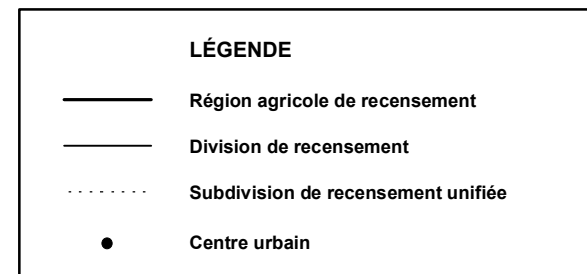 LÉGENDE
Région agricole de recensement
Division de recensement
Subdivision de recensement unifiée
Centre urbain